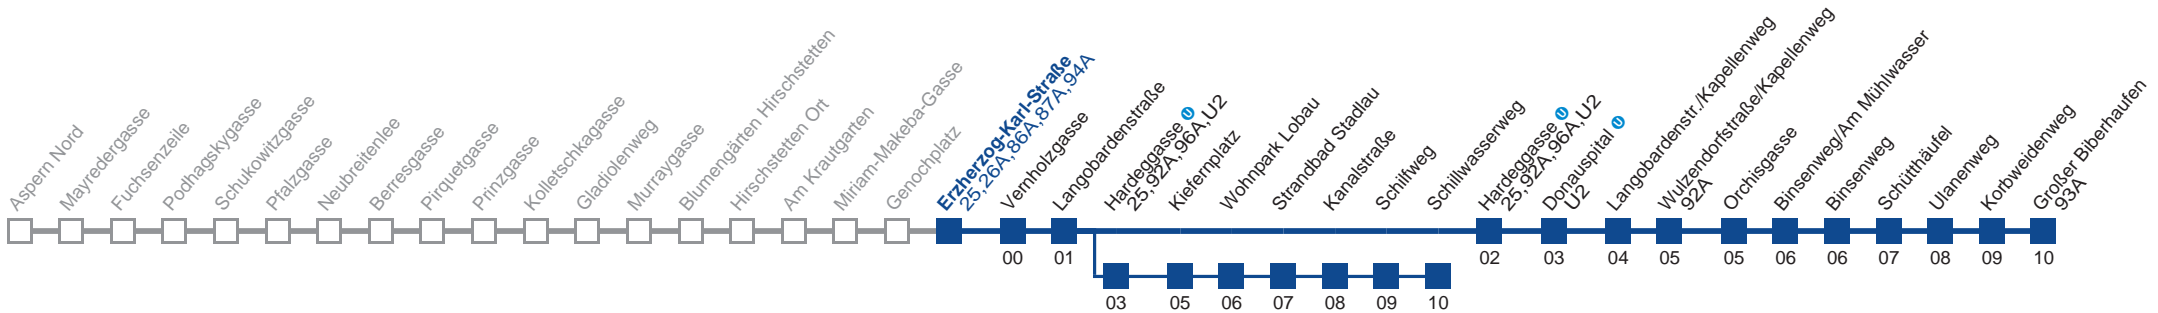 Aspern Nord
Mayredergasse
Fuchsenzeile
Podhagskygasse
Schukowitzgasse
Pfalzgasse
Neubreitenlee
Berresgasse
Pirquetgasse
Prinzgasse
Kolletschkagasse
Gladiolenweg
Murraygasse
Blumengärten Hirschstetten
Hirschstetten Ort
Am Krautgarten
Miriam-Makeba-Gasse
Genochplatz
Erzherzog-Karl-Straße
25,26A,86A,87A,94A
Vernholzgasse
Langobardenstraße
Hardeggasse U
25,92A,96A,U2
Kiefernplatz
Wohnpark Lobau
Strandbad Stadlau
Kanalstraße
Schilfweg
Schillwasserweg
Hardeggasse U
25,92A,96A,U2
Donauspital U
U2
Langobardenstr./Kapellenweg
Wulzendorfstraße/Kapellenweg
92A
Orchisgasse
Binsenweg/Am Mühlwasser
Binsenweg
Schütthäufel
Ulanenweg
Korbweidenweg
Großer Biberhaufen
93A
00 01 02 03 04 05 05 06 06 07 08 09 10
03 05 06 07 08 09 10